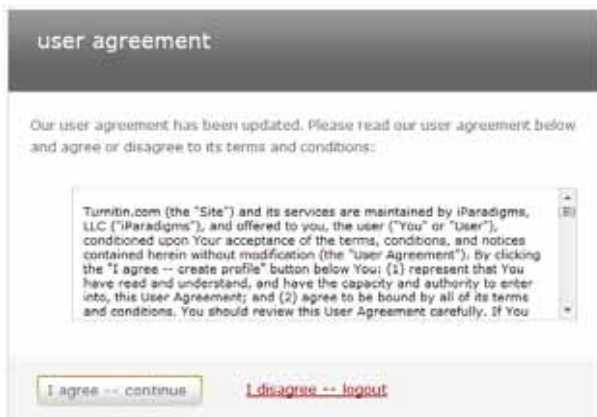 user agreement
Our user agreement has been updated. Please read our user agreement below
and agree or disagree to its terms and conditions:
Turnitin.com (the "Site") and its services are maintained by iParadigms,
LLC ("iParadigms"), and offered to you, the user ("You" or "User"),
conditioned upon Your acceptance of the terms, conditions, and notices
contained herein without modification (the "User Agreement"). By clicking
the "I agree -- create profile" button below You: (1) represent that You
have read and understand, and have the capacity and authority to enter
into, this User Agreement; and (2) agree to be bound by all of its terms
and conditions. You should review this User Agreement carefully. If You
I agree -- continue
I disagree -- logout